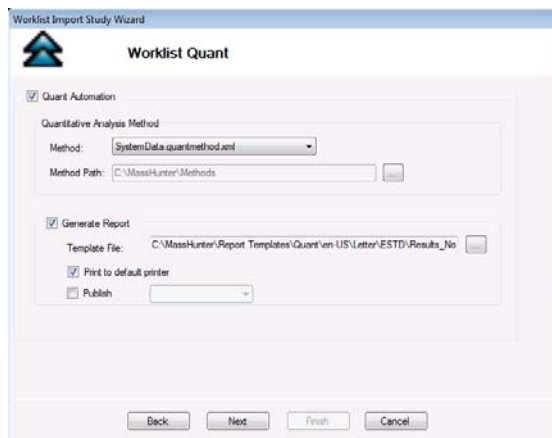 Worklist Import Study Wizard
Worklist Quant
Quant Automation
Quantitative Analysis Method
Method: SystemData.quantmethod.xml
Method Path: C:\MassHunter\Methods ...
Generate Report
Template File: C:\MassHunter\Report Templates\Quant\en-US\Letter\ESTD\Results_No ...
Print to default printer
Publish
Back Next Finish Cancel